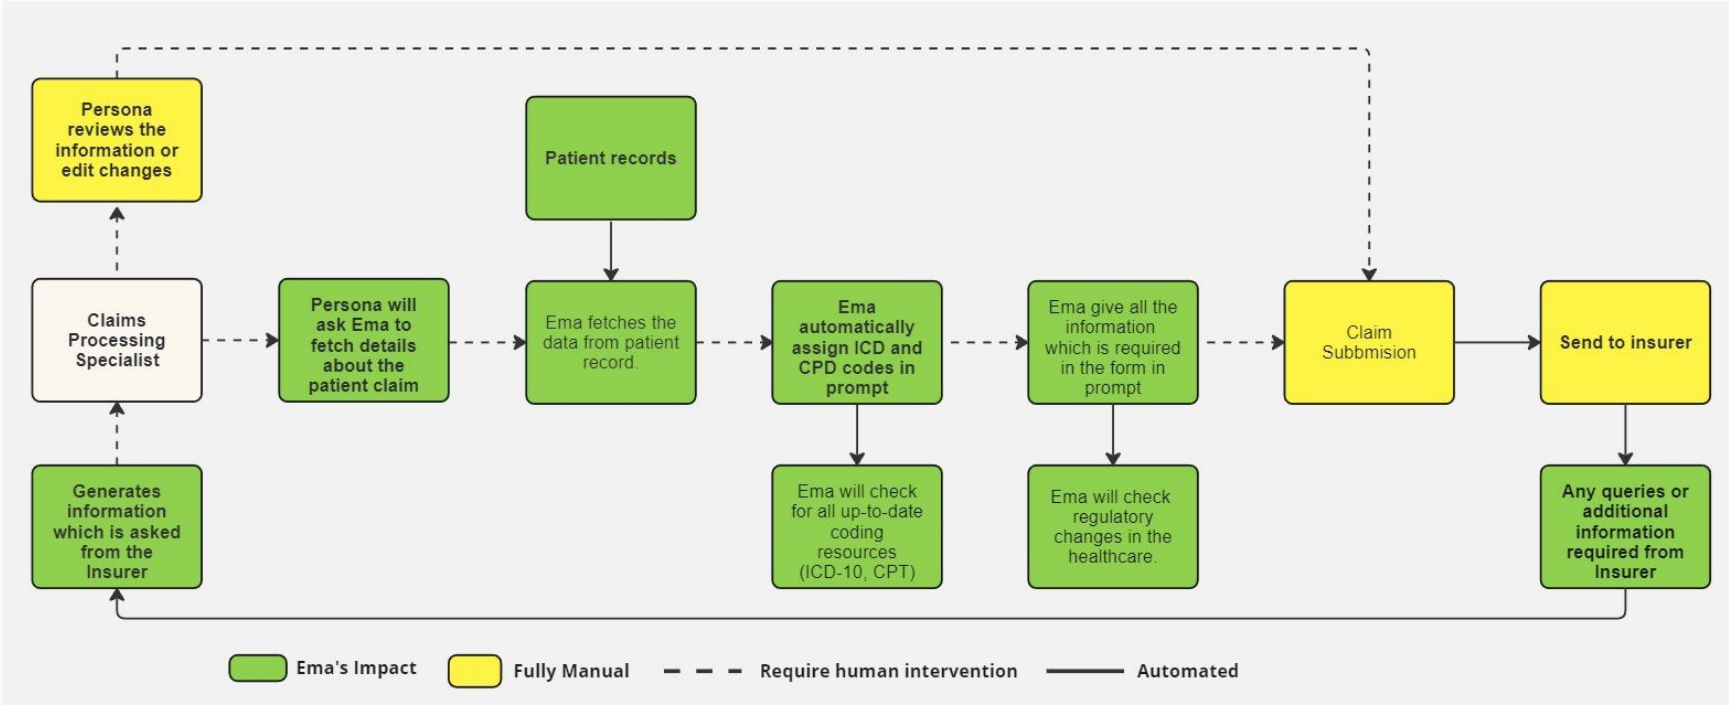 Persona
reviews the
information or
edit changes
Patient records
Claims
Processing
Specialist
Persona will
ask Ema to
fetch details
about the
patient claim
Ema fetches the
data from patient
record.
Ema
automatically
assign ICD and
CPD codes in
prompt
Ema give all the
information
which is required
in the form in
prompt
Claim
Subbmision
Send to insurer
Generates
information
which is asked
from the
Insurer
Ema will check
for all up-to-date
coding
resources
(ICD-10, CPT)
Ema will check
regulatory
changes in the
healthcare.
Any queries or
additional
information
required from
Insurer
Ema's Impact
Fully Manual
Require human intervention
Automated